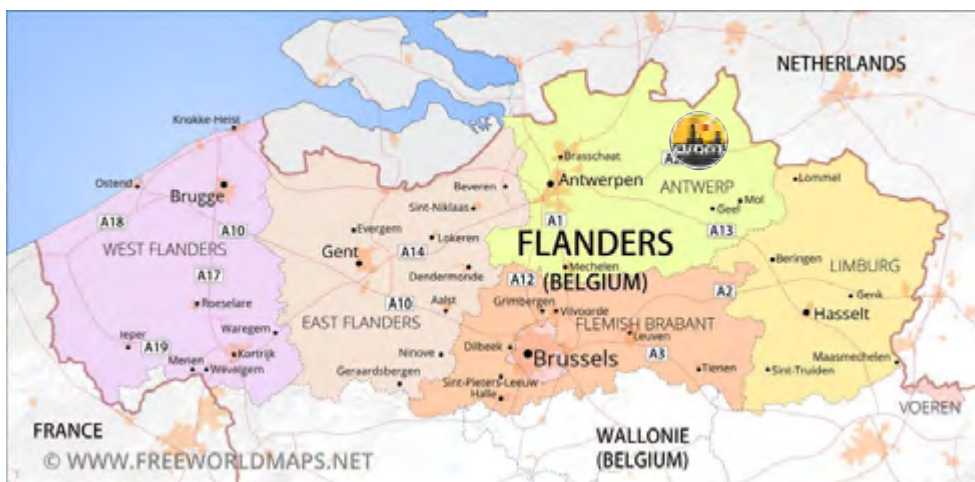 NETHERLANDS
Knokke-Heist
Brasschaat
Ostend
Brugge
Beveren
Antwerpen
ANTWERP
Lommel
Mol
Geel
Sint-Niklaas
A18
A10
A1
A13
Evergem
Lokeren
WEST FLANDERS
Gent
A14
FLANDERS
(BELGIUM)
Beringen
LIMBURG
A17
Dendermonde
Mechelen
A12
A2
Genk
Roeselare
A10
Aalst
Grimbergen
Vilvoorde
Hasselt
EAST FLANDERS
FLEMISH BRABANT
Leuven
Ieper
A19
Waregem
Kortrijk
Ninove
Dilbeek
Brussels
A3
Maasmechelen
Menen
Wevelgem
Geraardsbergen
Sint-Pieters-Leeuw
Halle
Tienen
Sint-Truiden
VOEREN
FRANCE
WALLONIE
(BELGIUM)
© WWW.FREEWORLDMAPS.NET